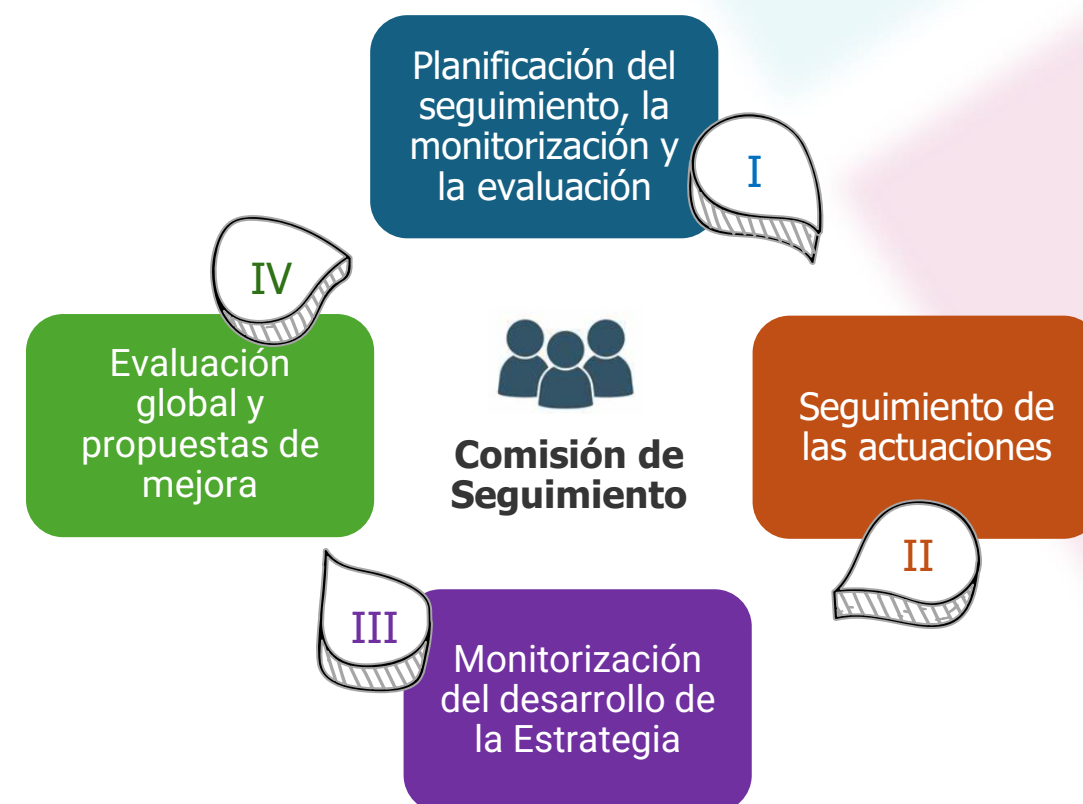 Planificación del
seguimiento, la
monitorización y
la evaluación
I
Seguimiento de
las actuaciones
II
Monitorización
del desarrollo de
la Estrategia
III
Evaluación
global y
propuestas de
mejora
IV
Comisión de
Seguimiento